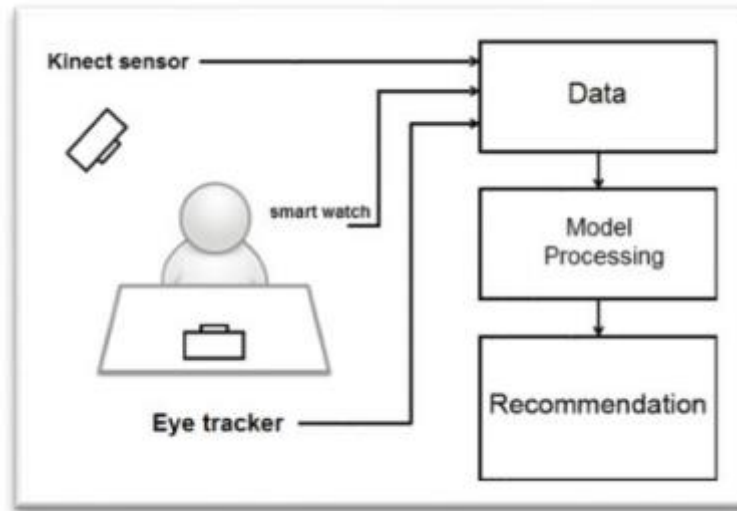 Kinect sensor
Data
smart watch
Model
Processing
Eye tracker
Recommendation